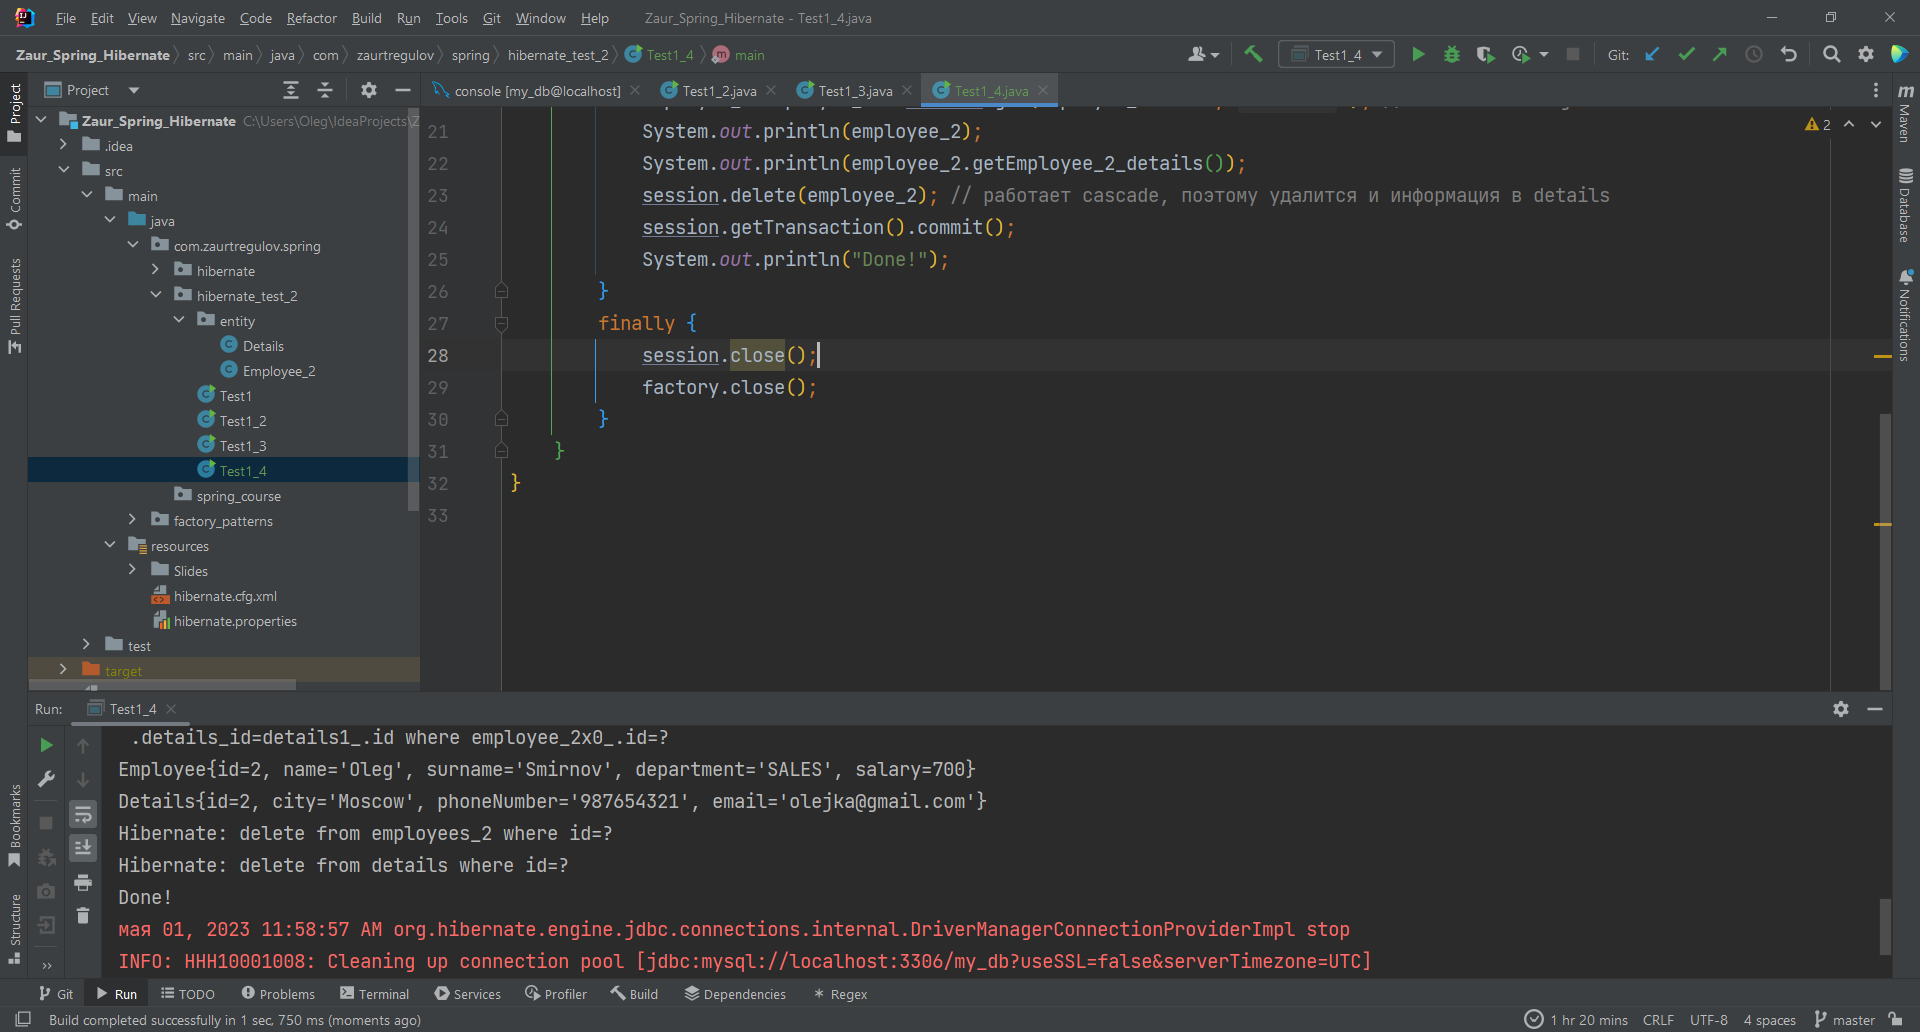 File Edit View Navigate Code Refactor Build Run Tools Git Window Help Zaur_Spring_Hibernate - Test1_4.java
Zaur_Spring_Hibernate src main java com zaurtregulov spring hibernate_test_2 Test1_4 main Test1_4 Git:
Project
console [my_db@localhost] Test1_2.java Test1_3.java Test1_4.java
Zaur_Spring_Hibernate C:\Users\Oleg\IdeaProjects\Z
.idea
src
main
java
com.zaurtregulov.spring
hibernate
hibernate_test_2
entity
Details
Employee_2
Test1
Test1_2
Test1_3
Test1_4
spring_course
factory_patterns
resources
Slides
hibernate.cfg.xml
hibernate.properties
test
target
2
21 System.out.println(employee_2);
22 System.out.println(employee_2.getEmployee_2_details());
23 session.delete(employee_2); // работает cascade, поэтому удалится и информация в details
24 session.getTransaction().commit();
25 System.out.println("Done!");
26 }
27 finally {
28 session.close();
29 factory.close();
30 }
31 }
32 }
33
Project
Commit
Pull Requests
Bookmarks
Structure
Maven
Database
Notifications
Run: Test1_4
.details_id=details1_.id where employee_2x0_.id=?
Employee{id=2, name='Oleg', surname='Smirnov', department='SALES', salary=700}
Details{id=2, city='Moscow', phoneNumber='987654321', email='olejka@gmail.com'}
Hibernate: delete from employees_2 where id=?
Hibernate: delete from details where id=?
Done!
мая 01, 2023 11:58:57 AM org.hibernate.engine.jdbc.connections.internal.DriverManagerConnectionProviderImpl stop
INFO: HHH10001008: Cleaning up connection pool [jdbc:mysql://localhost:3306/my_db?useSSL=false&serverTimezone=UTC]
Git Run TODO Problems Terminal Services Profiler Build Dependencies Regex
Build completed successfully in 1 sec, 750 ms (moments ago) 1 hr 20 mins CRLF UTF-8 4 spaces master